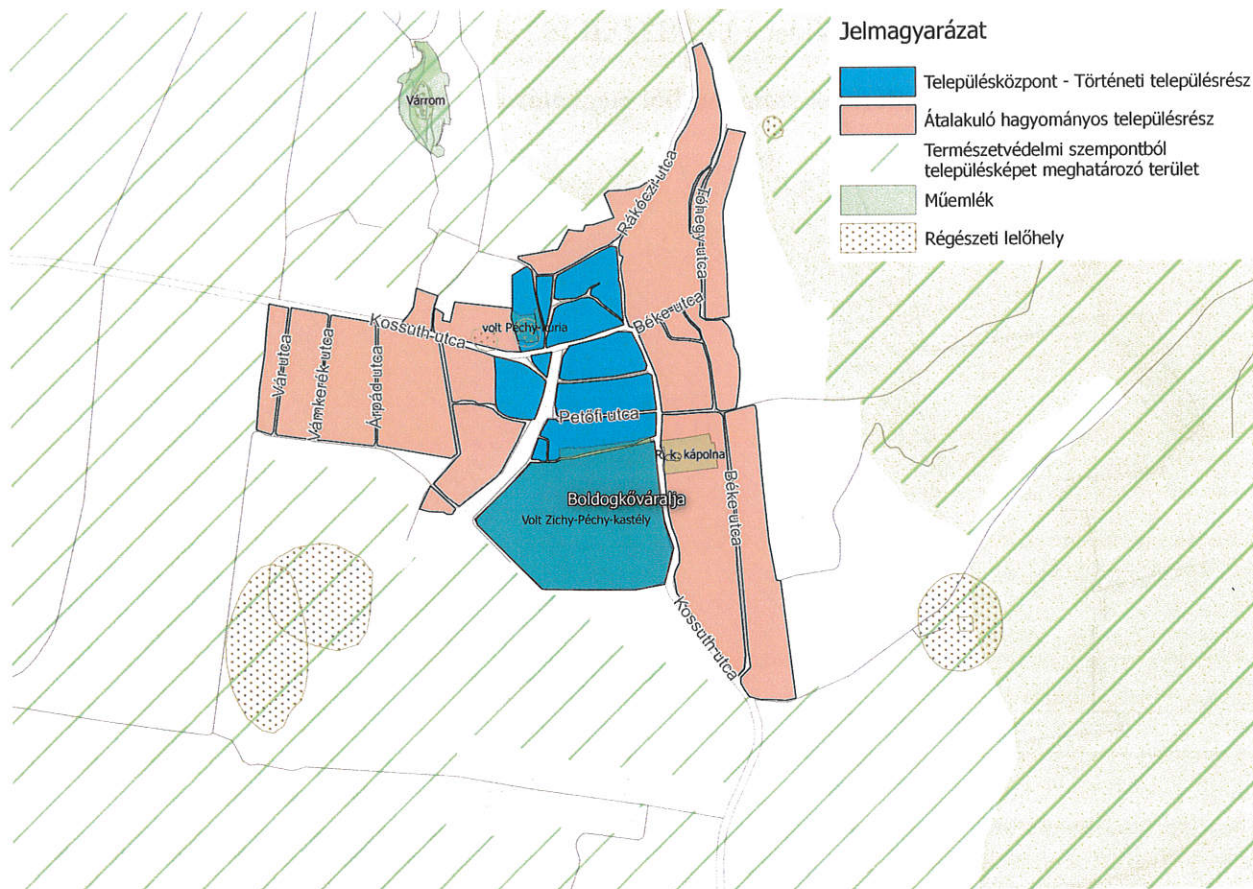 Jelmagyarázat
Településközpont - Történeti településrész
Átalakuló hagyományos településrész
Természetvédelmi szempontból
településképet meghatározó terület
Műemlék
Régészeti lelőhely
Várrom
Rákóczi utca
Tóhegy utca
Béke utca
Kossuth utca
volt Péchy-kúria
Vár utca
Vámkerék utca
Árpád utca
Petőfi utca
R. k. kápolna
Boldogkőváralja
Volt Zichy-Péchy-kastély
Béke utca
Kossuth utca